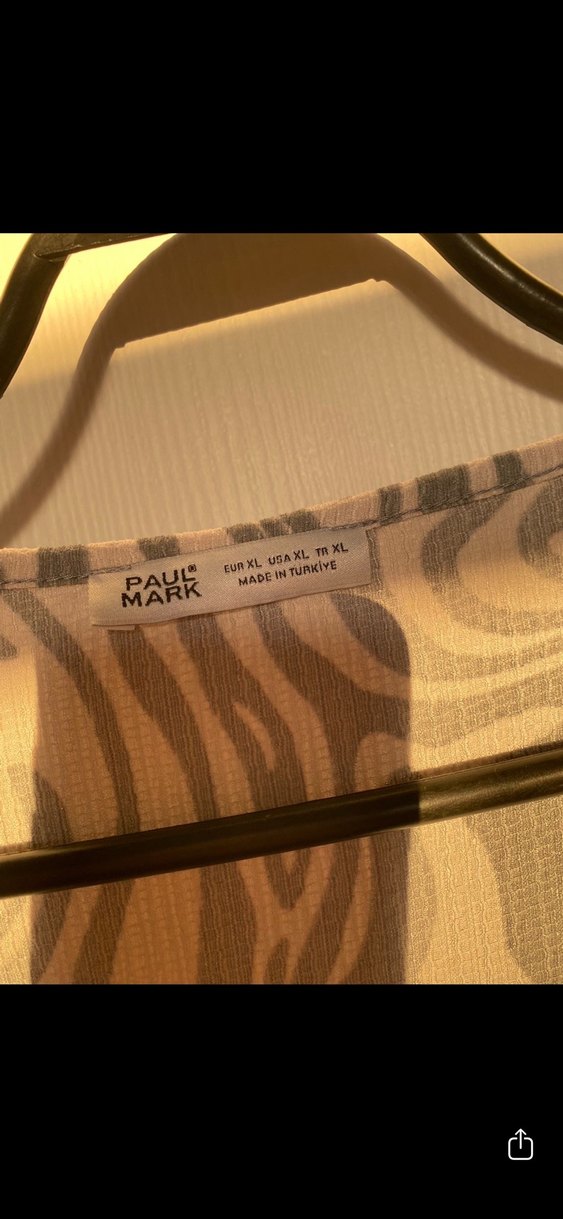 PAUL®
MARK
EUR XL USA XL TR XL
MADE IN TURKİYE